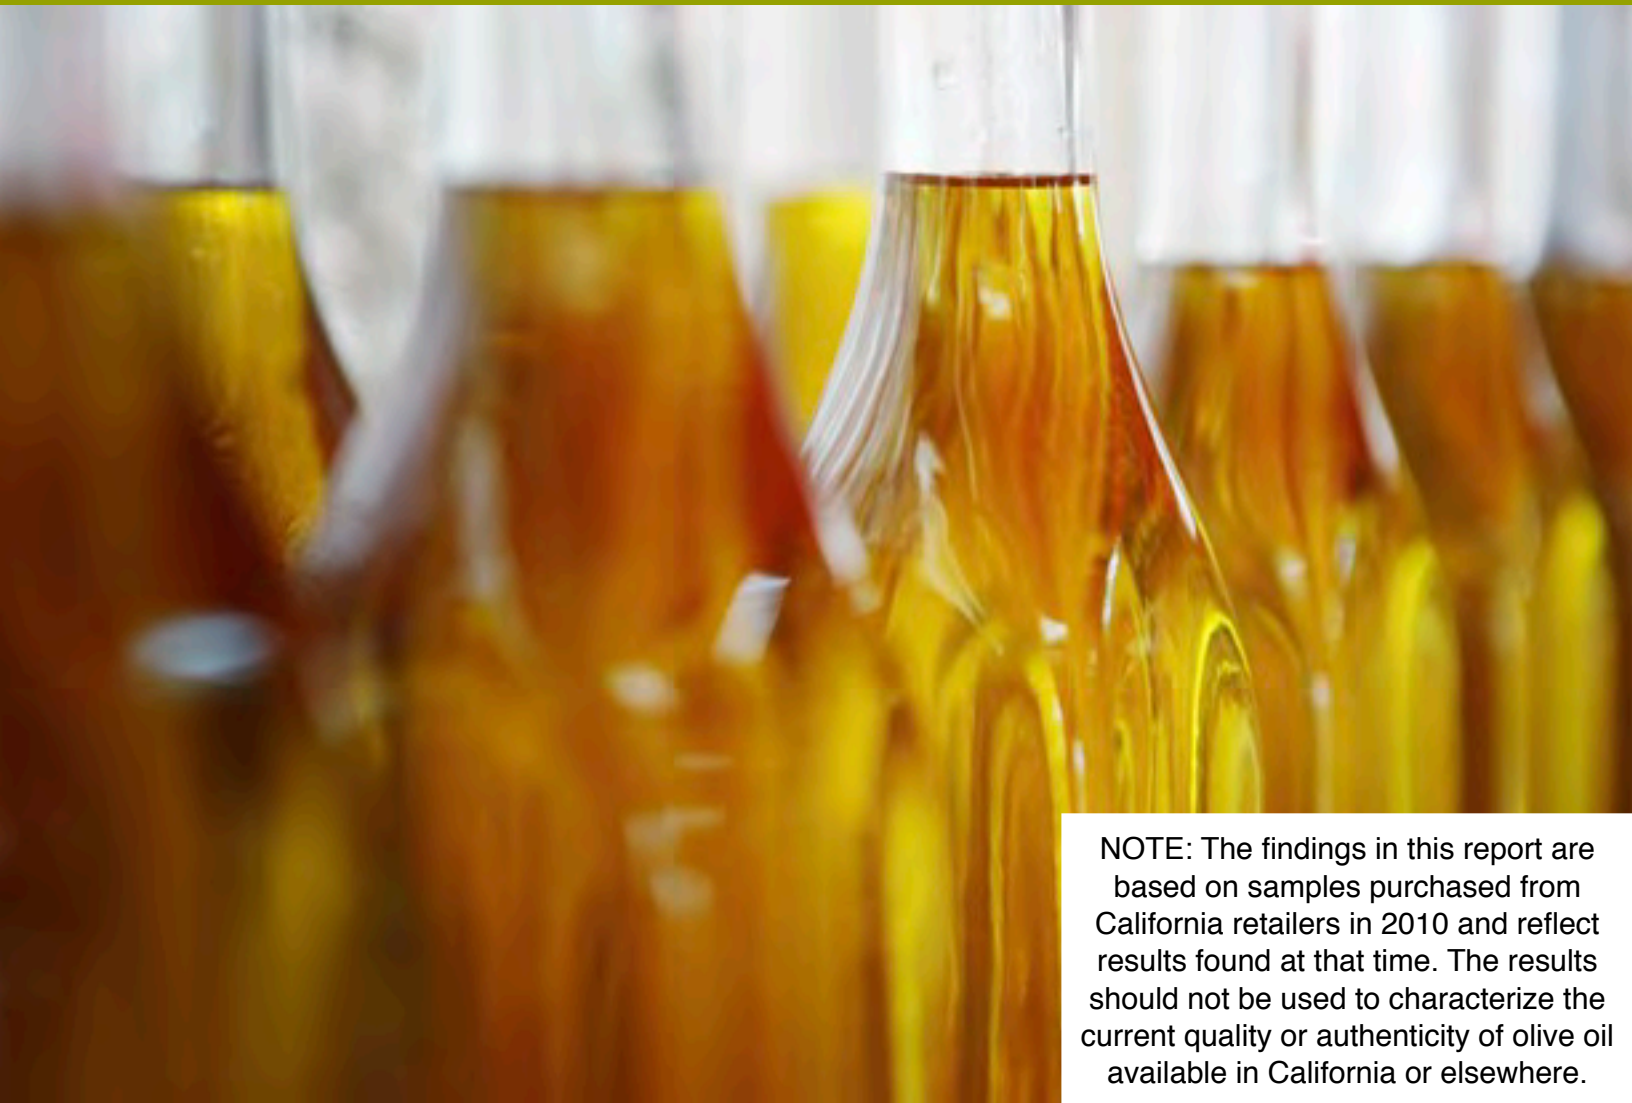 NOTE: The findings in this report are
based on samples purchased from
California retailers in 2010 and reflect
results found at that time. The results
should not be used to characterize the
current quality or authenticity of olive oil
available in California or elsewhere.